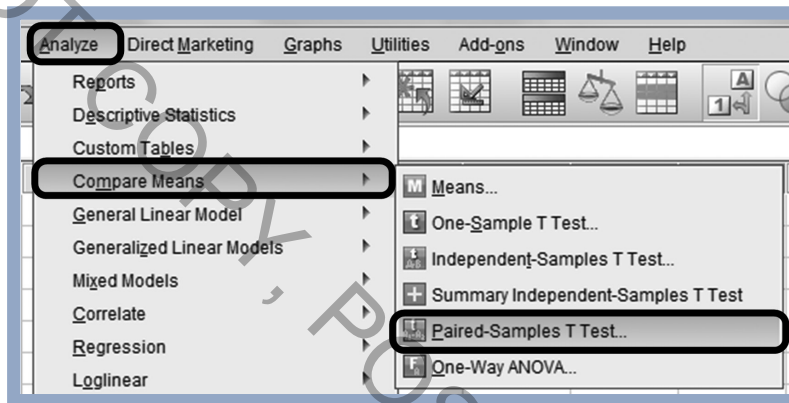 Analyze Direct Marketing Graphs Utilities Add-ons Window Help
Reports
Descriptive Statistics
Custom Tables
Compare Means
General Linear Model
Generalized Linear Models
Mixed Models
Correlate
Regression
Loglinear
Means...
One-Sample T Test...
Independent-Samples T Test...
Summary Independent-Samples T Test
Paired-Samples T Test...
One-Way ANOVA...
COPY, POS